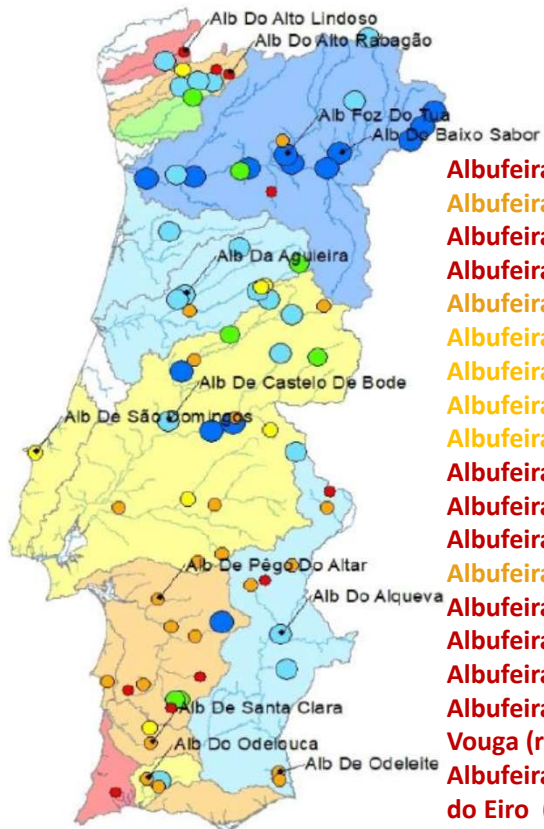 Alb Do Alto Lindoso
Alb Do Alto Rabagão
Alb Foz Do Tua
Alb Do Baixo Sabor
Albufeira
Albufeira
Albufeira
Albufeira
Alb Da Aguieira
Albufeira
Albufeira
Albufeira
Alb De Castelo De Bode
Albufeira
Alb De São Domingos
Albufeira
Albufeira
Albufeira
Albufeira
Alb De Pégo Do Altar
Albufeira
Alb Do Alqueva
Albufeira
Albufeira
Albufeira
Alb De Santa Clara
Albufeira
Vouga (r
Alb Do Odelouca
Alb De Odeleite
Albufeira
do Eiro (